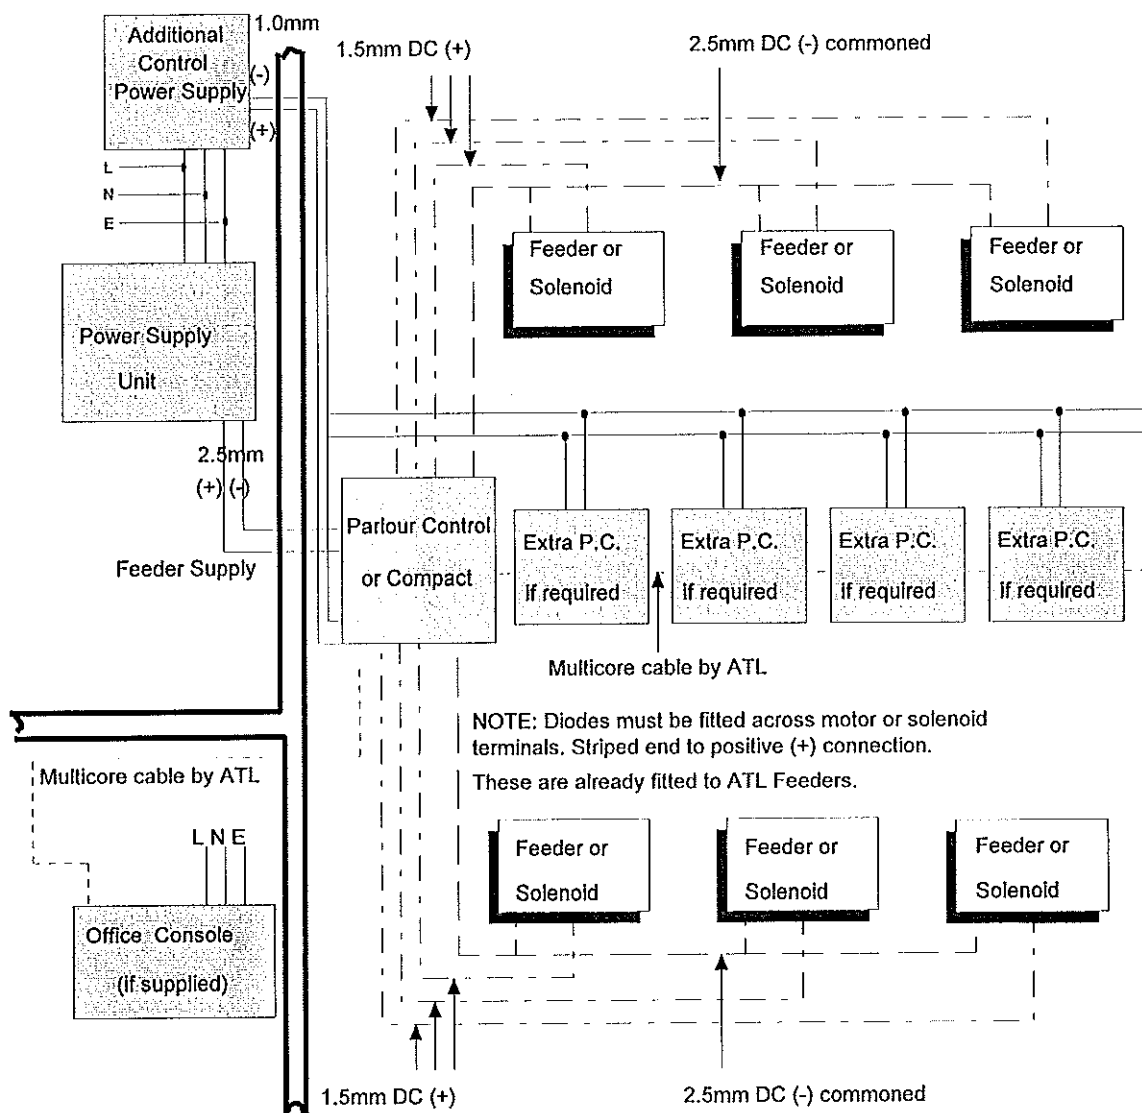 1.0mm
Additional
Control
Power Supply
(-)
(+)
1.5mm DC (+)
2.5mm DC (-) commoned
L
N
E
Feeder or
Solenoid
Feeder or
Solenoid
Feeder or
Solenoid
Power Supply
Unit
2.5mm
(+) (-)
Feeder Supply
Parlour Control
or Compact
Extra P.C.
If required
Extra P.C.
If required
Extra P.C.
If required
Extra P.C.
If required
Multicore cable by ATL
NOTE: Diodes must be fitted across motor or solenoid
terminals. Striped end to positive (+) connection.
These are already fitted to ATL Feeders.
Multicore cable by ATL
L N E
Office Console
(if supplied)
Feeder or
Solenoid
Feeder or
Solenoid
Feeder or
Solenoid
1.5mm DC (+)
2.5mm DC (-) commoned